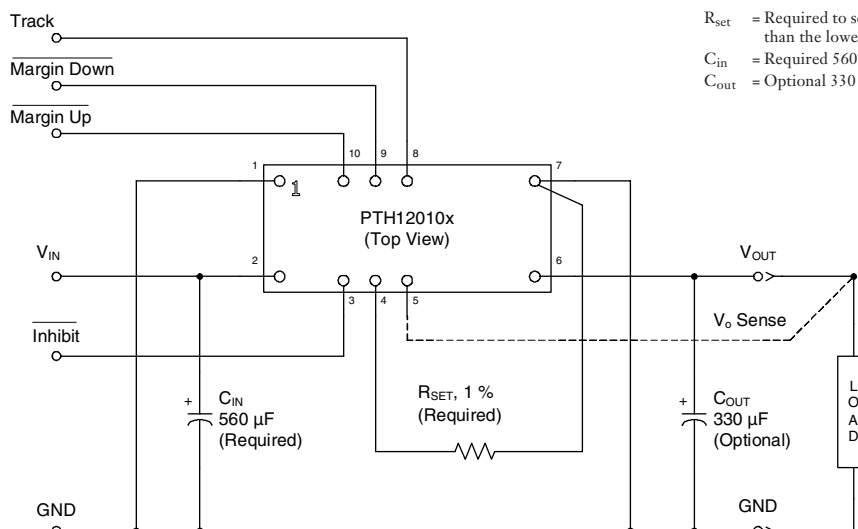 Track
Margin Down
Margin Up
R_set = Required to
than the lowe
C_in = Required 560
C_out = Optional 330
10 9 8
1
7
1
PTH12010x
(Top View)
V_IN
2
6
V_OUT
3 4 5
V_o Sense
Inhibit
R_SET, 1 %
(Required)
+ C_IN
560 µF
(Required)
+ C_OUT
330 µF
(Optional)
L
O
A
D
GND
GND